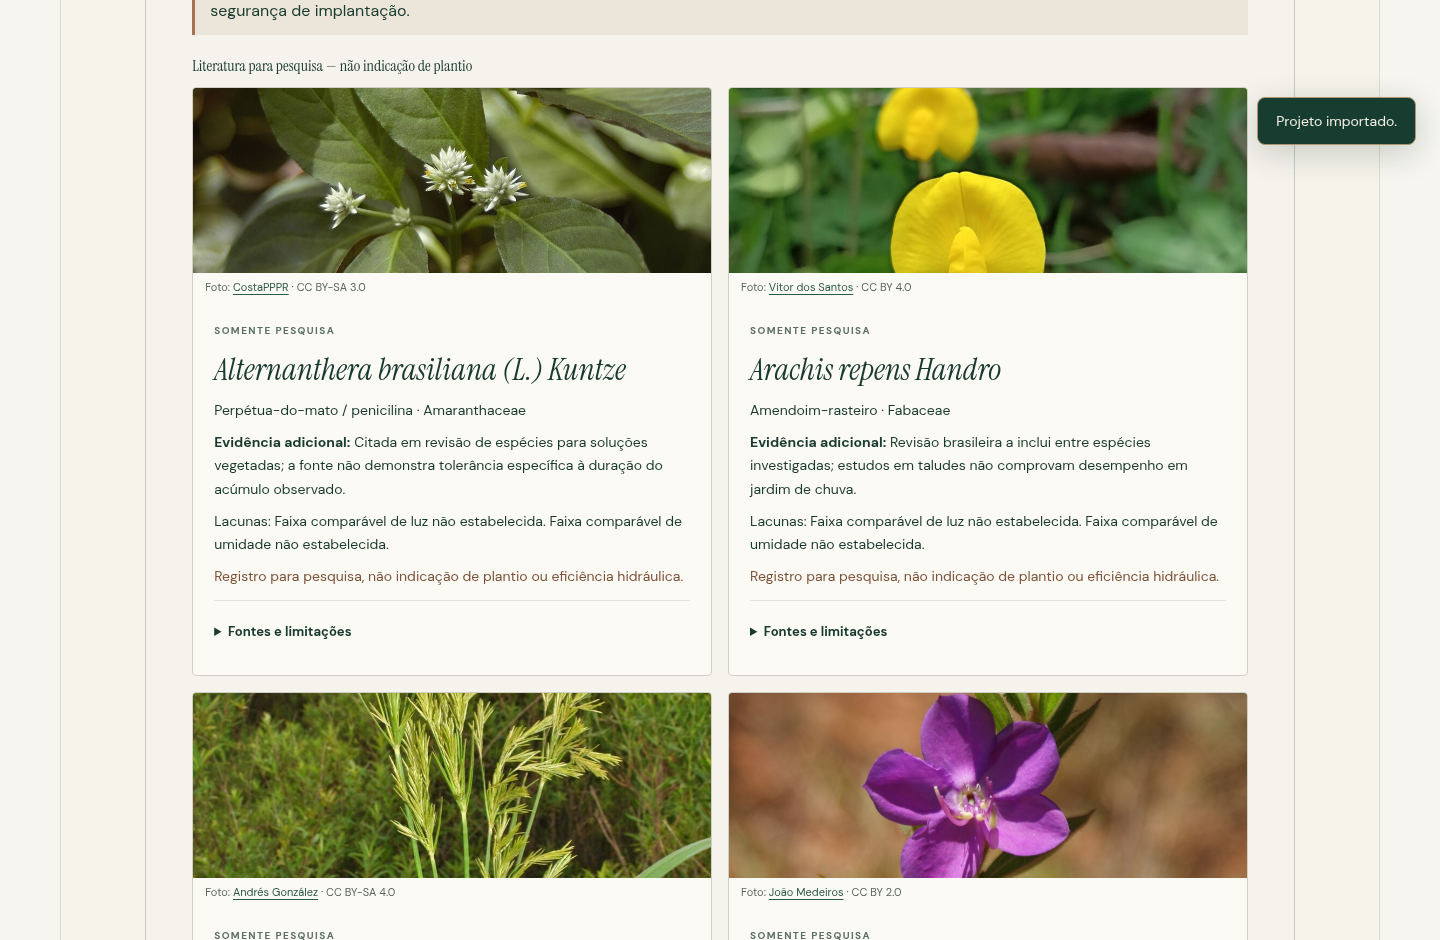 segurança de implantação.
Literatura para pesquisa — não indicação de plantio
Projeto importado.
Foto: CostaPPPR · CC BY-SA 3.0
SOMENTE PESQUISA
Alternanthera brasiliana (L.) Kuntze
Perpétua-do-mato / penicilina · Amaranthaceae
Evidência adicional: Citada em revisão de espécies para soluções
vegetadas; a fonte não demonstra tolerância específica à duração do
acúmulo observado.
Lacunas: Faixa comparável de luz não estabelecida. Faixa comparável de
umidade não estabelecida.
Registro para pesquisa, não indicação de plantio ou eficiência hidráulica.
▶ Fontes e limitações
Foto: Vitor dos Santos · CC BY 4.0
SOMENTE PESQUISA
Arachis repens Handro
Amendoim-rasteiro · Fabaceae
Evidência adicional: Revisão brasileira a inclui entre espécies
investigadas; estudos em taludes não comprovam desempenho em
jardim de chuva.
Lacunas: Faixa comparável de luz não estabelecida. Faixa comparável de
umidade não estabelecida.
Registro para pesquisa, não indicação de plantio ou eficiência hidráulica.
▶ Fontes e limitações
Foto: Andrés González · CC BY-SA 4.0
SOMENTE PESQUISA
Foto: João Medeiros · CC BY 2.0
SOMENTE PESQUISA